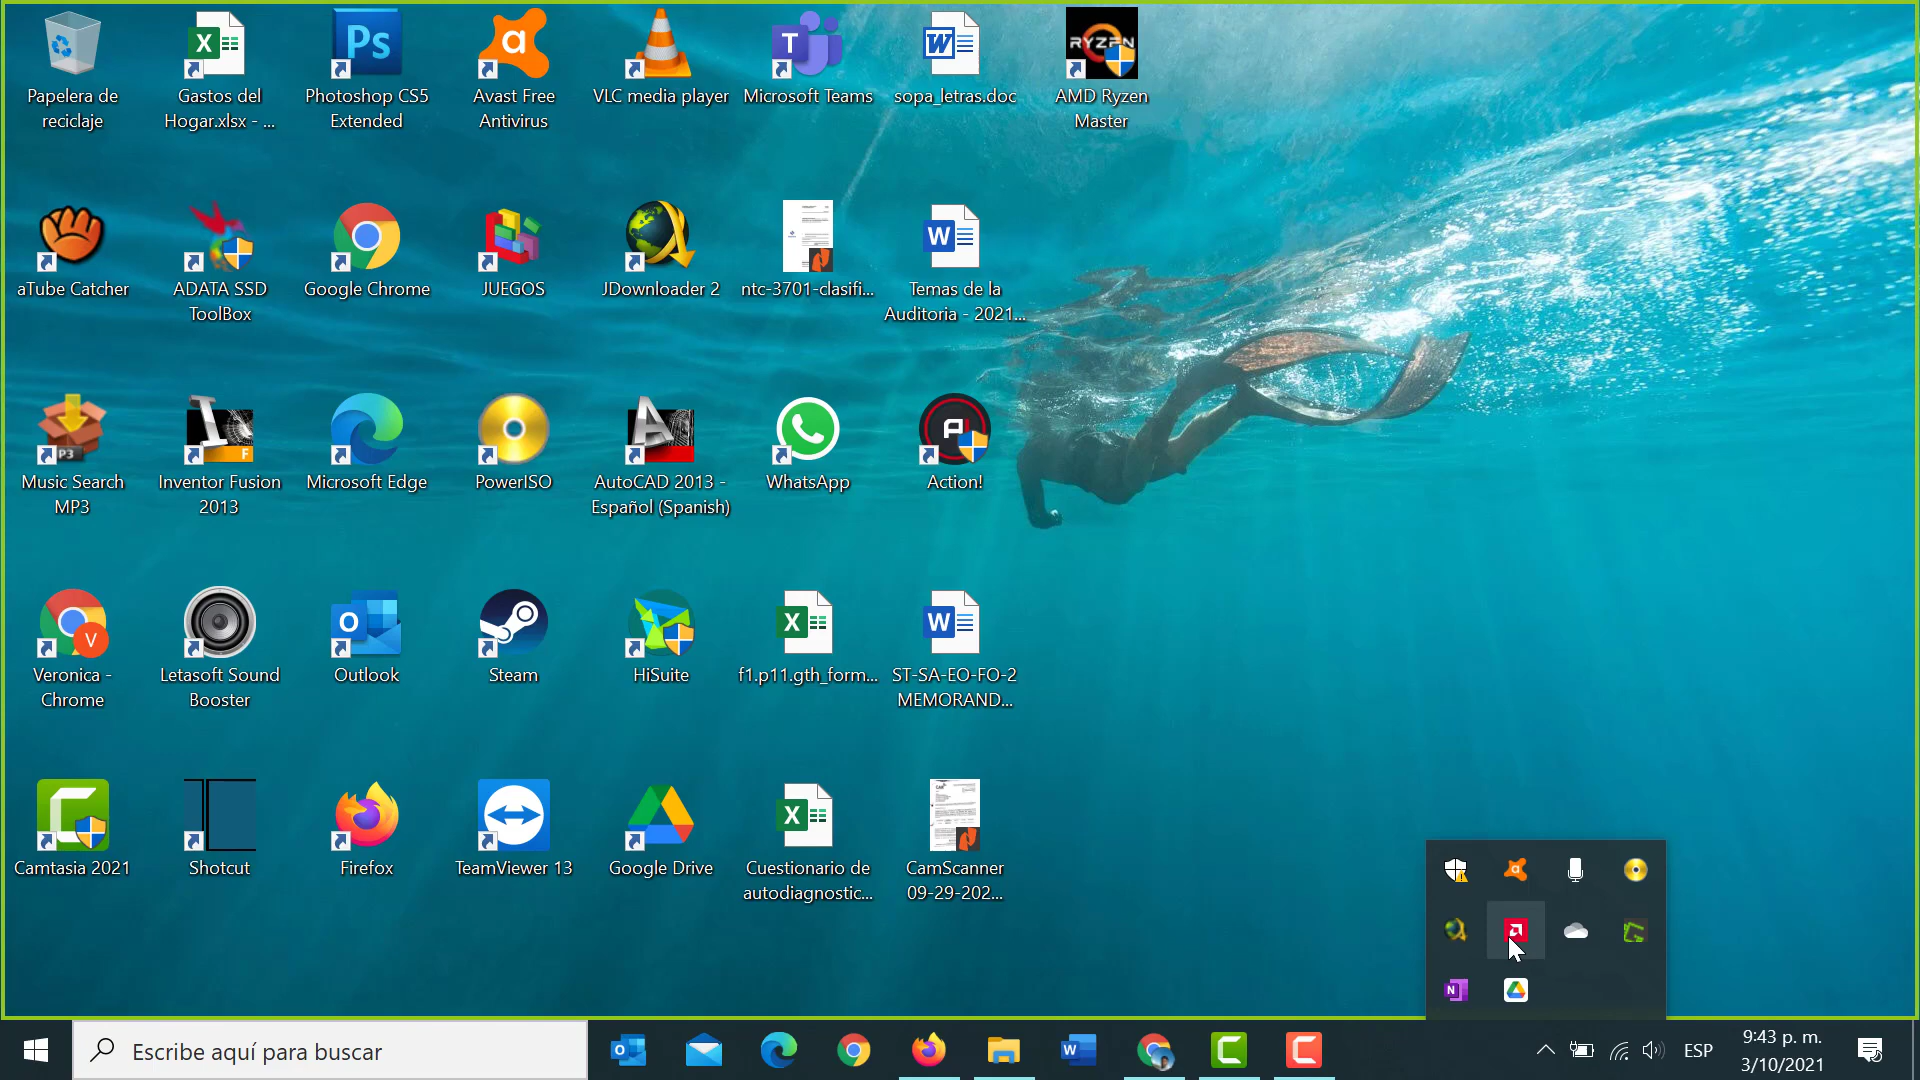 Papelera de
reciclaje
Gastos del
Hogar.xlsx - ...
Photoshop CS5
Extended
Avast Free
Antivirus
VLC media player
Microsoft Teams
sopa_letras.doc
AMD Ryzen
Master
aTube Catcher
ADATA SSD
ToolBox
Google Chrome
JUEGOS
JDownloader 2
ntc-3701-clasifi...
Temas de la
Auditoria - 2021...
Music Search
MP3
Inventor Fusion
2013
Microsoft Edge
PowerISO
AutoCAD 2013 -
Español (Spanish)
WhatsApp
Action!
Veronica -
Chrome
Letasoft Sound
Booster
Outlook
Steam
HiSuite
f1.p11.gth_form...
ST-SA-EO-FO-2
MEMORAND...
Camtasia 2021
Shotcut
Firefox
TeamViewer 13
Google Drive
Cuestionario de
autodiagnostic...
CamScanner
09-29-202...
Escribe aquí para buscar
ESP
9:43 p. m.
3/10/2021